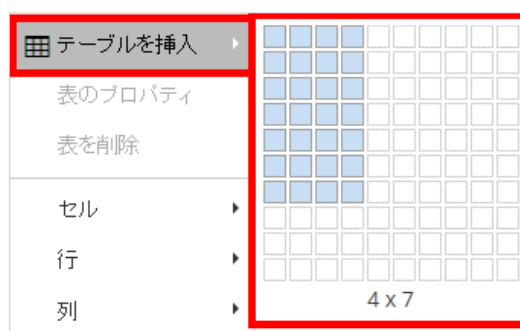 テーブルを挿入
表のプロパティ
表を削除
セル
行
列
4 x 7